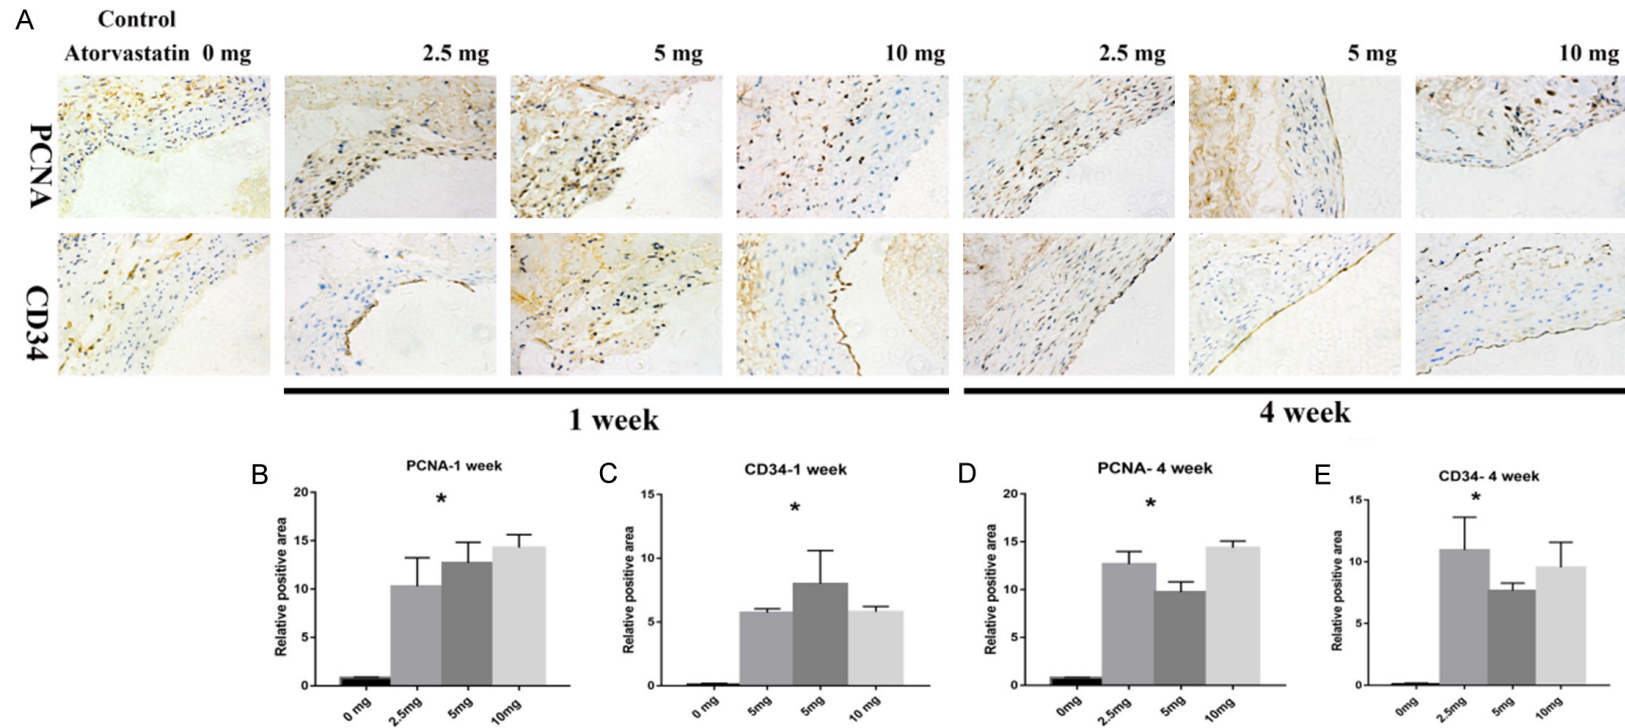 A
Control
Atorvastatin 0 mg 2.5 mg 5 mg 10 mg 2.5 mg 5 mg 10 mg
PCNA
CD34
1 week 4 week
B
PCNA-1 week
Relative positive area
20
15
10
5
0
0 mg 2.5mg 5mg 10mg
*
C
CD34-1 week
Relative positive area
15
10
5
0
0 mg 5mg 5mg 10 mg
*
D
PCNA- 4 week
Relative positive area
20
15
10
5
0
0mg 2.5mg 5mg 10mg
*
E
CD34- 4 week
Relative positive area
15
10
5
0
0mg 2.5mg 5mg 10mg
*